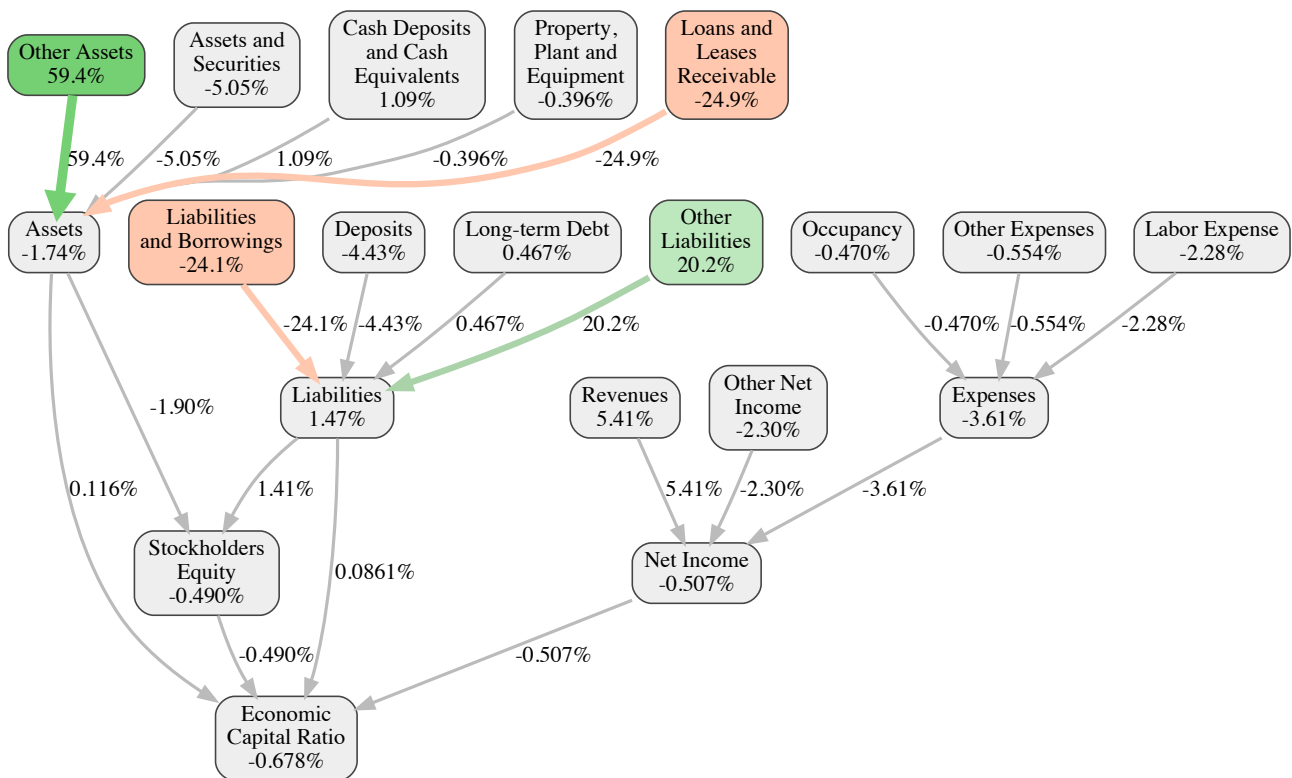 Other Assets
59.4%
Assets and
Securities
-5.05%
Cash Deposits
and Cash
Equivalents
1.09%
Property,
Plant and
Equipment
-0.396%
Loans and
Leases
Receivable
-24.9%
59.4%
-5.05%
1.09%
-0.396%
-24.9%
Assets
-1.74%
Liabilities
and Borrowings
-24.1%
Deposits
-4.43%
Long-term Debt
0.467%
Other
Liabilities
20.2%
Occupancy
-0.470%
Other Expenses
-0.554%
Labor Expense
-2.28%
-24.1%
-4.43%
0.467%
20.2%
-0.470%
-0.554%
-2.28%
Liabilities
1.47%
Revenues
5.41%
Other Net
Income
-2.30%
Expenses
-3.61%
-1.90%
0.116%
1.41%
5.41%
-2.30%
-3.61%
Stockholders
Equity
-0.490%
0.0861%
Net Income
-0.507%
-0.490%
-0.507%
Economic
Capital Ratio
-0.678%